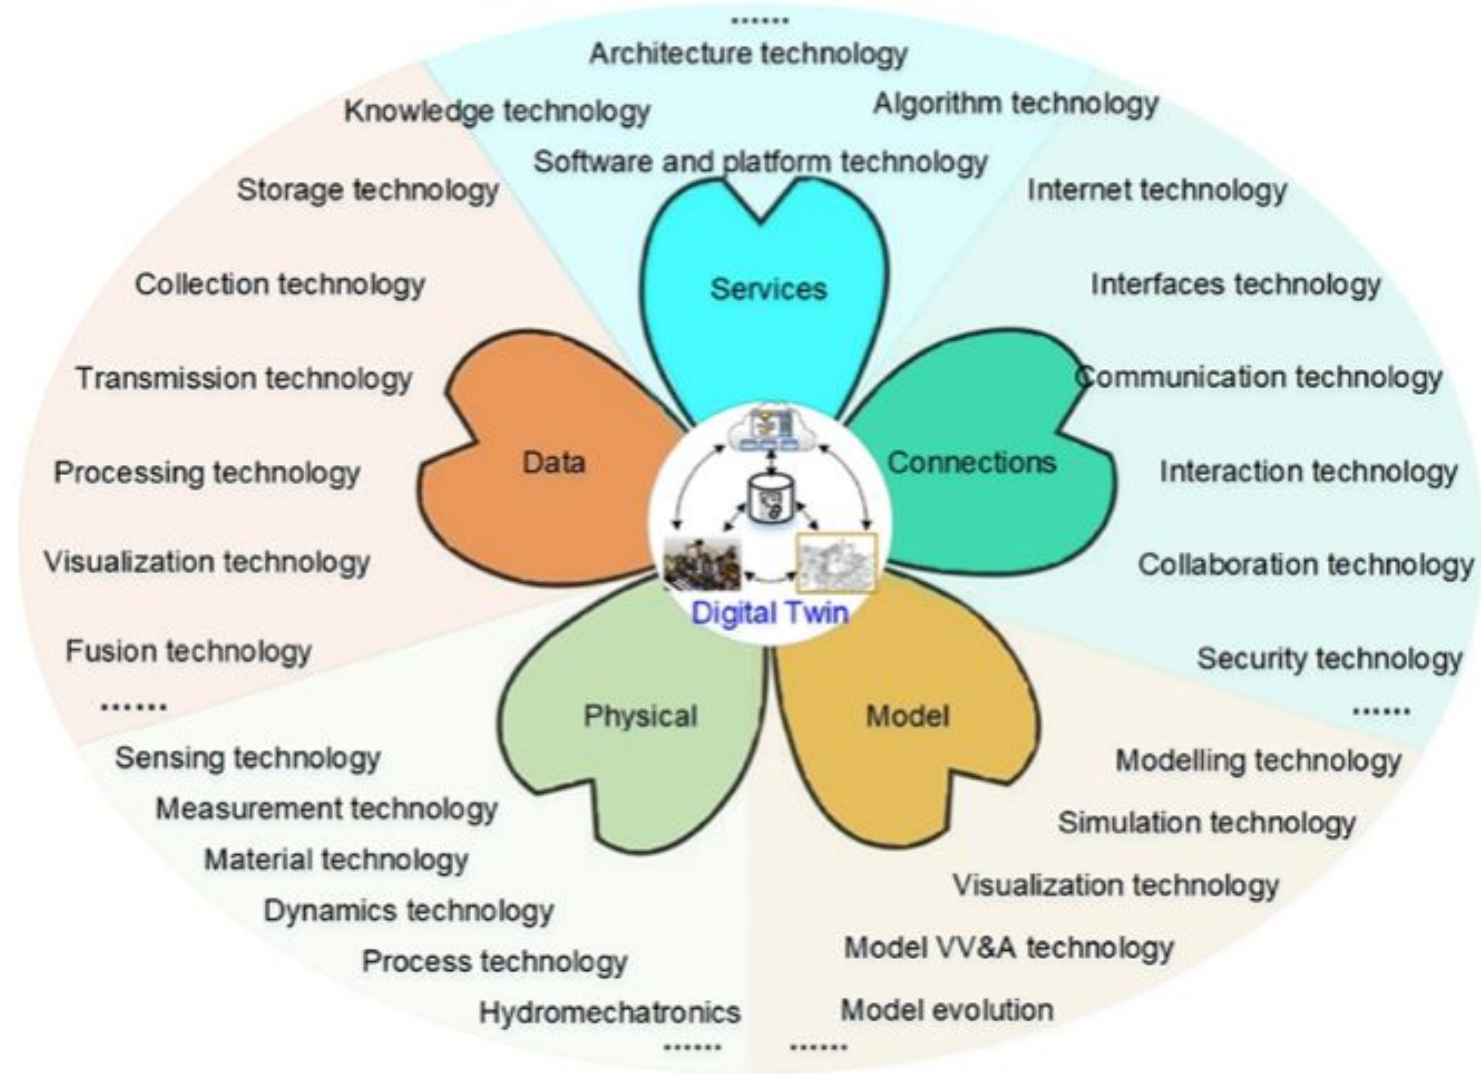 ......
Architecture technology
Knowledge technology
Algorithm technology
Software and platform technology
Services
Storage technology
Collection technology
Transmission technology
Processing technology
Visualization technology
Fusion technology
......
Data
Internet technology
Interfaces technology
Communication technology
Interaction technology
Collaboration technology
Security technology
......
Connections
Digital Twin
Physical
Sensing technology
Measurement technology
Material technology
Dynamics technology
Process technology
Hydromechatronics
......
Model
Modelling technology
Simulation technology
Visualization technology
Model VV&A technology
Model evolution
......